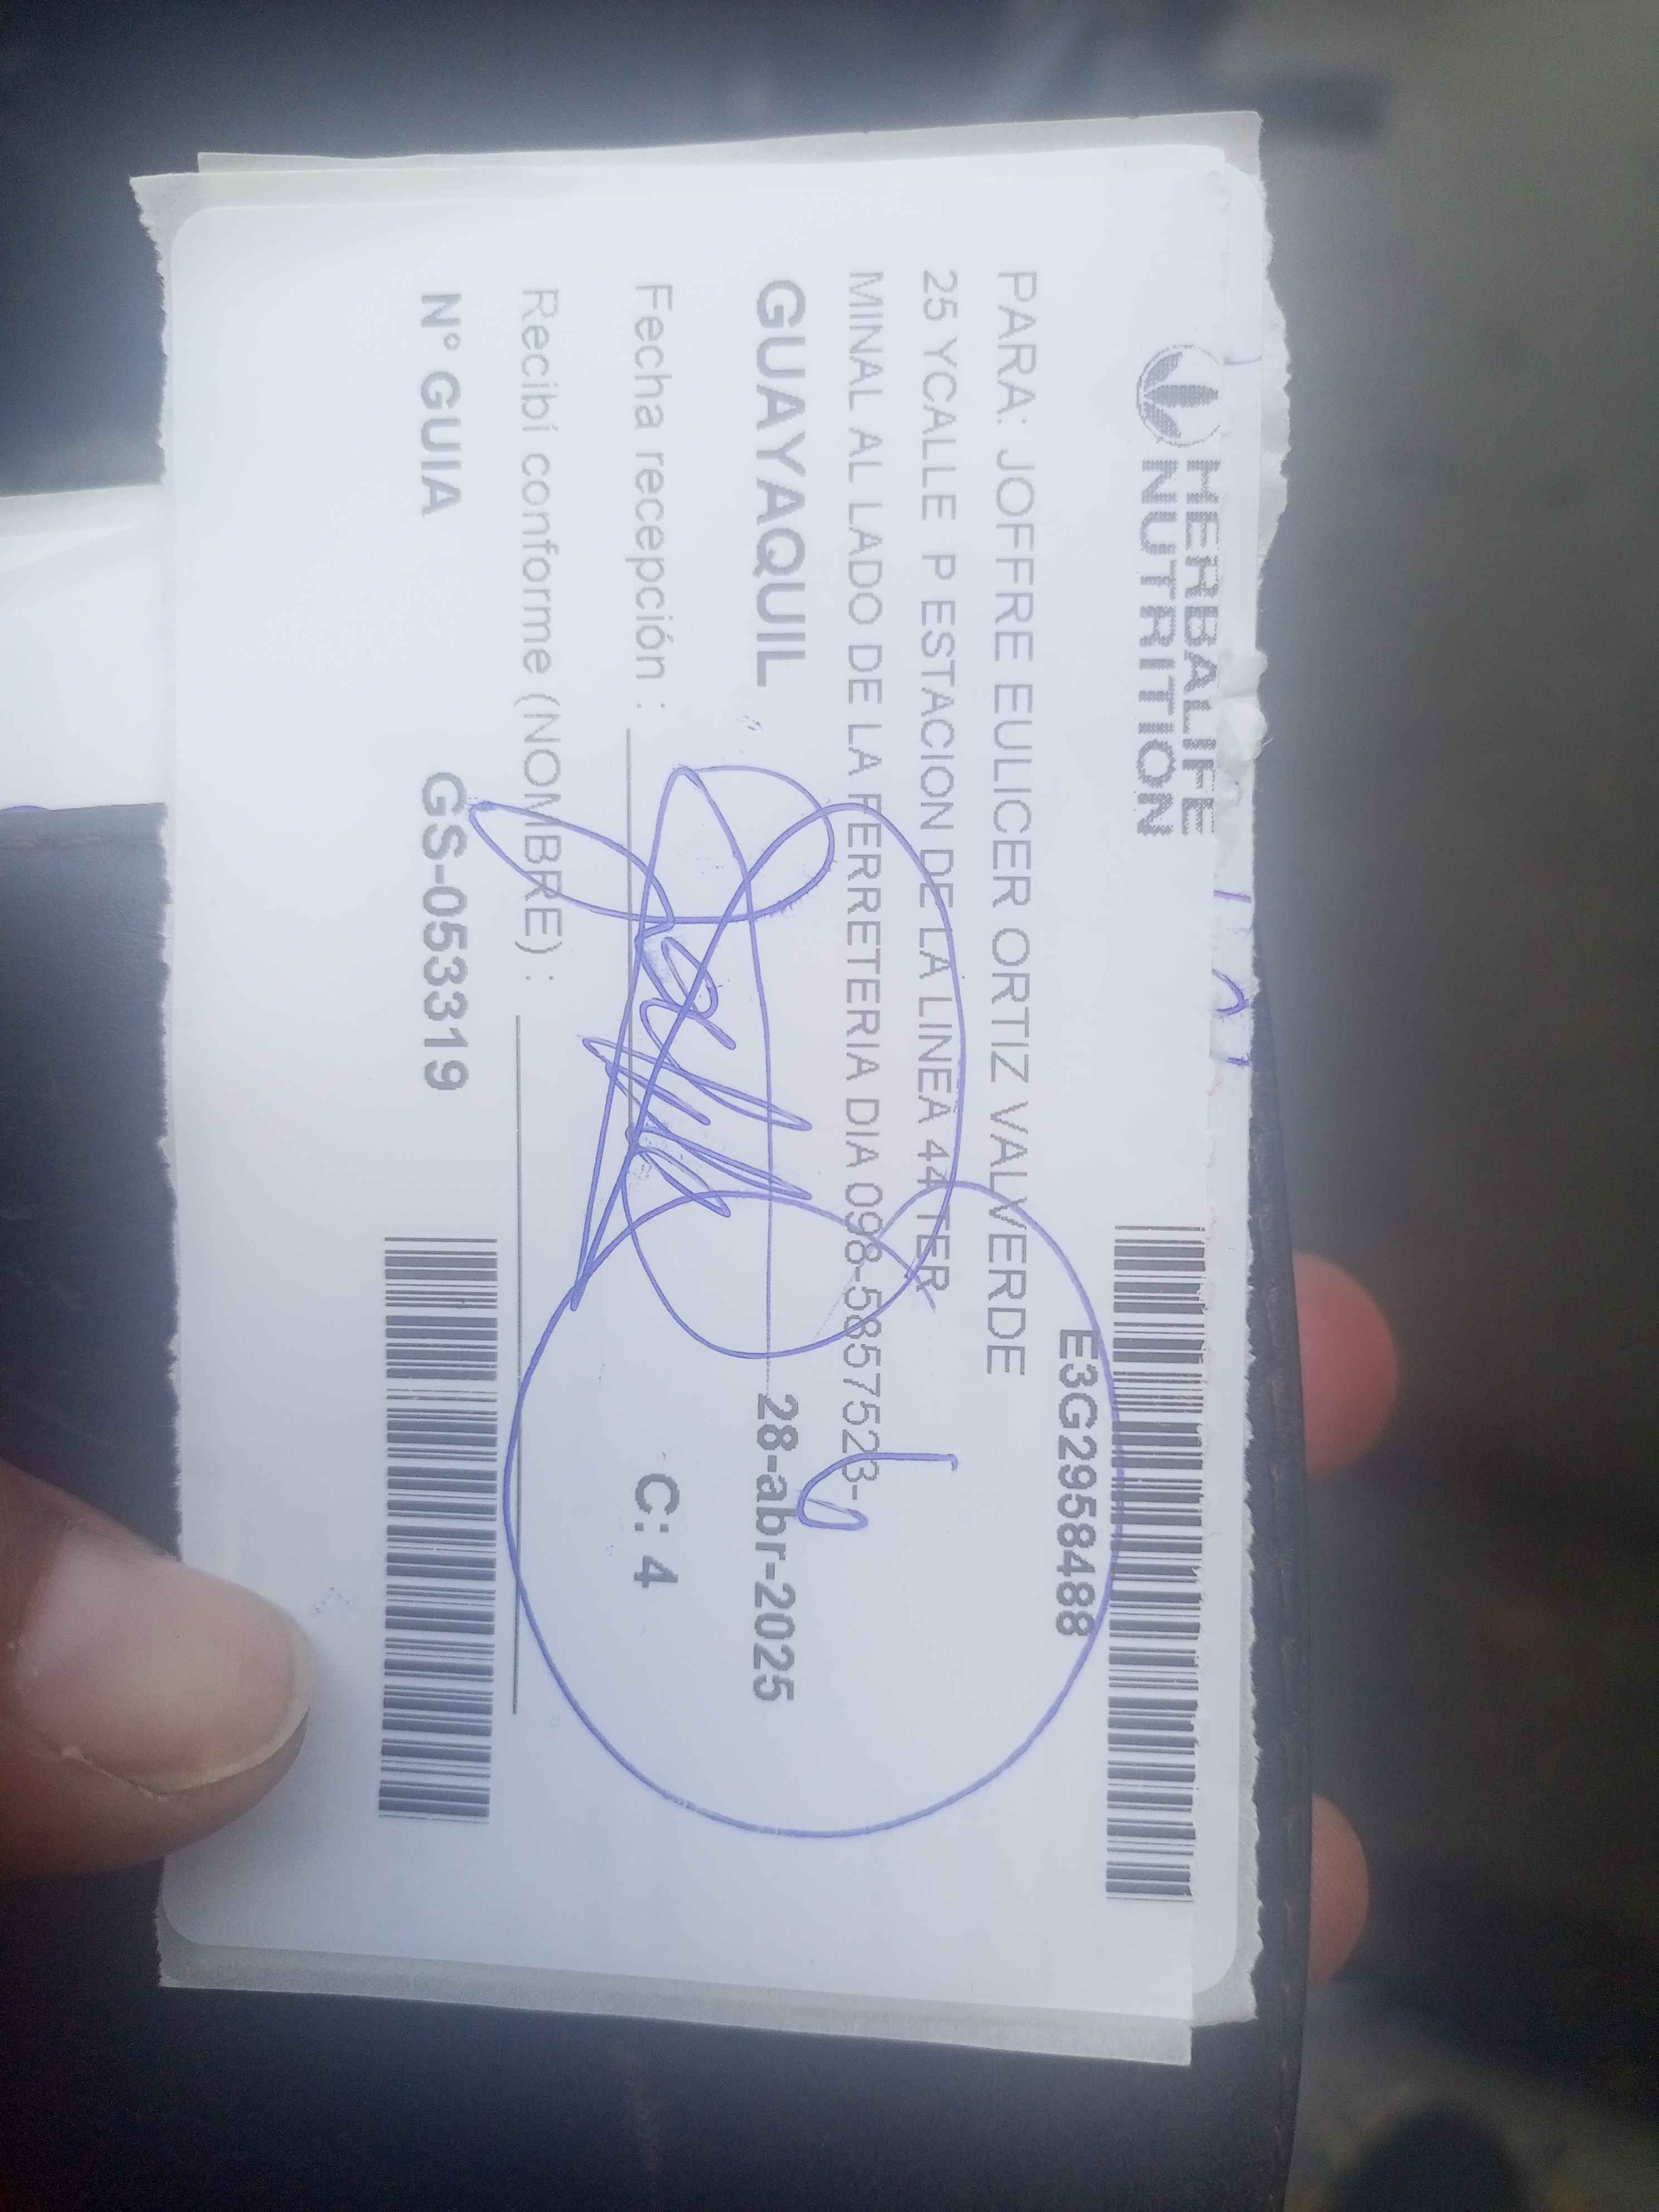 HERBALIFE
NUTRITION
E3G2958488
PARA: JOFFRE EULICER ORTIZ VALVERDE
25 YCALLE P ESTACION DE LA LINEA 44 TER
MINAL AL LADO DE LA FERRETERIA DIA 098-5857523-
GUAYAQUIL 28-abr-2025
Fecha recepción : C: 4
Recibí conforme (NOMBRE) :
N° GUIA GS-053319